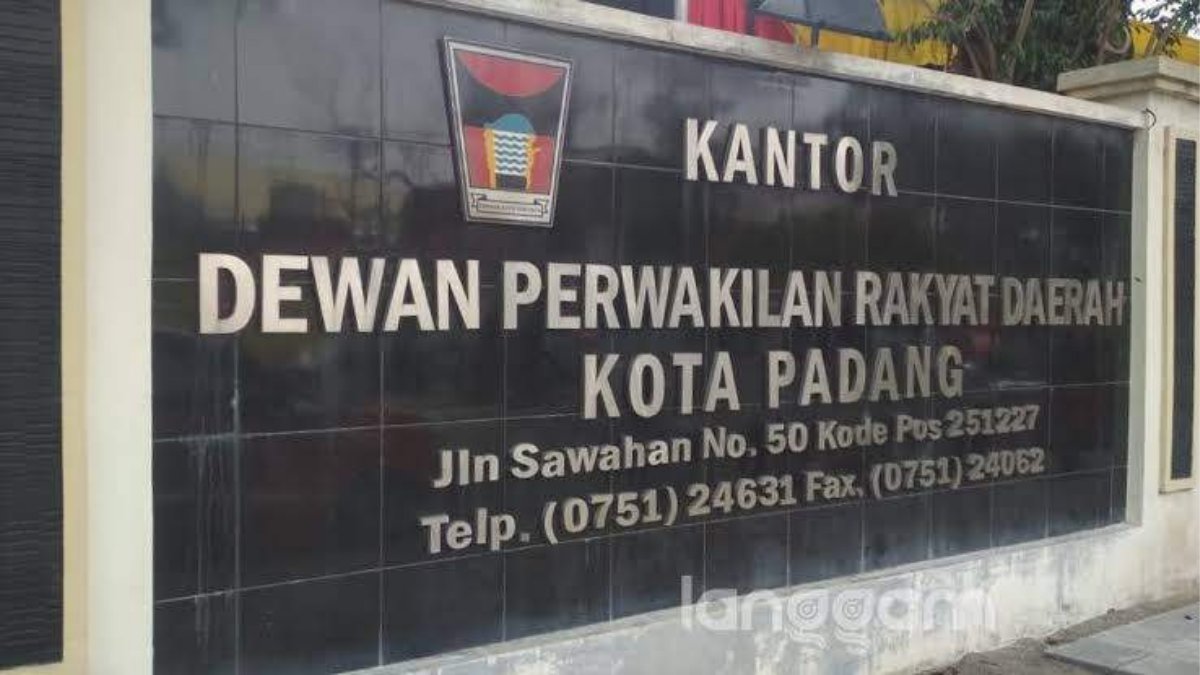 KANTOR
DEWAN PERWAKILAN RAKYAT DAERAH
KOTA PADANG
Jln Sawahan No. 50 Kode Pos 251227
Telp. (0751) 24631 Fax. (0751) 24062
langgam